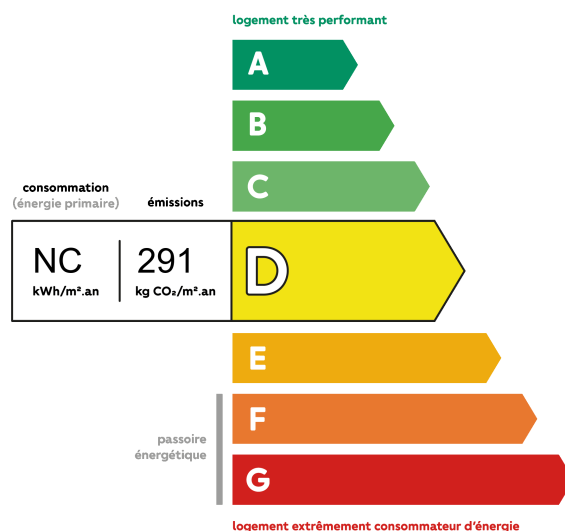 logement très performant
A
B
C
consommation
(énergie primaire) émissions
NC 291 D
kWh/m².an kg CO₂/m².an
E
passoire
énergétique
F
G
logement extrêmement consommateur d'énergie